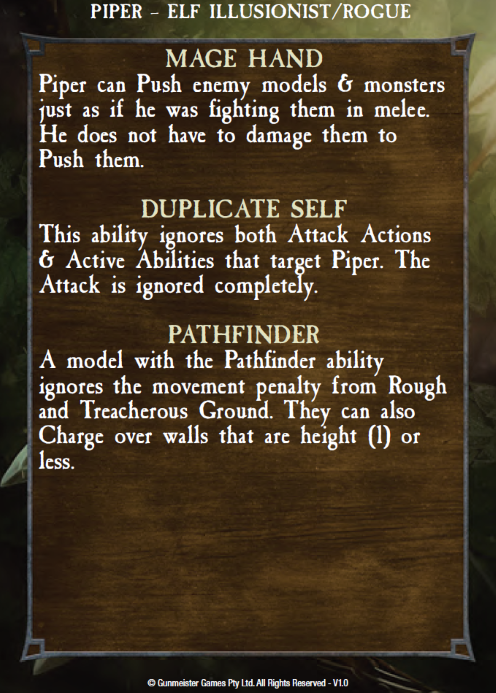 PIPER – ELF ILLUSIONIST/ROGUE
MAGE HAND
Piper can Push enemy models & monsters
just as if he was fighting them in melee.
He does not have to damage them to
Push them.
DUPLICATE SELF
This ability ignores both Attack Actions
& Active Abilities that target Piper. The
Attack is ignored completely.
PATHFINDER
A model with the Pathfinder ability
ignores the movement penalty from Rough
and Treacherous Ground. They can also
Charge over walls that are height (1) or
less.
© Gunmeister Games Pty Ltd. All Rights Reserved - V1.0